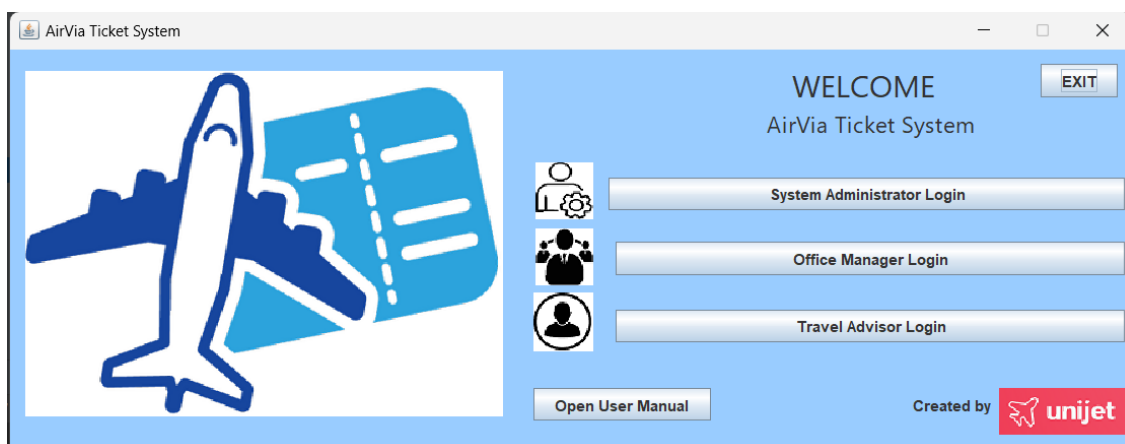 AirVia Ticket System
WELCOME
EXIT
AirVia Ticket System
System Administrator Login
Office Manager Login
Travel Advisor Login
Open User Manual
Created by
unijet